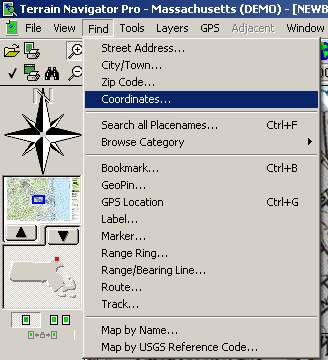 Terrain Navigator Pro - Massachusetts (DEMO) - [NEWB
File View Find Tools Layers GPS Adjacent Window
Street Address...
City/Town...
Zip Code...
Coordinates...
Search all Placenames... Ctrl+F
Browse Category
Bookmark... Ctrl+B
GeoPin...
GPS Location Ctrl+G
Label...
Marker...
Range Ring...
Range/Bearing Line...
Route...
Track...
Map by Name...
Map by USGS Reference Code...